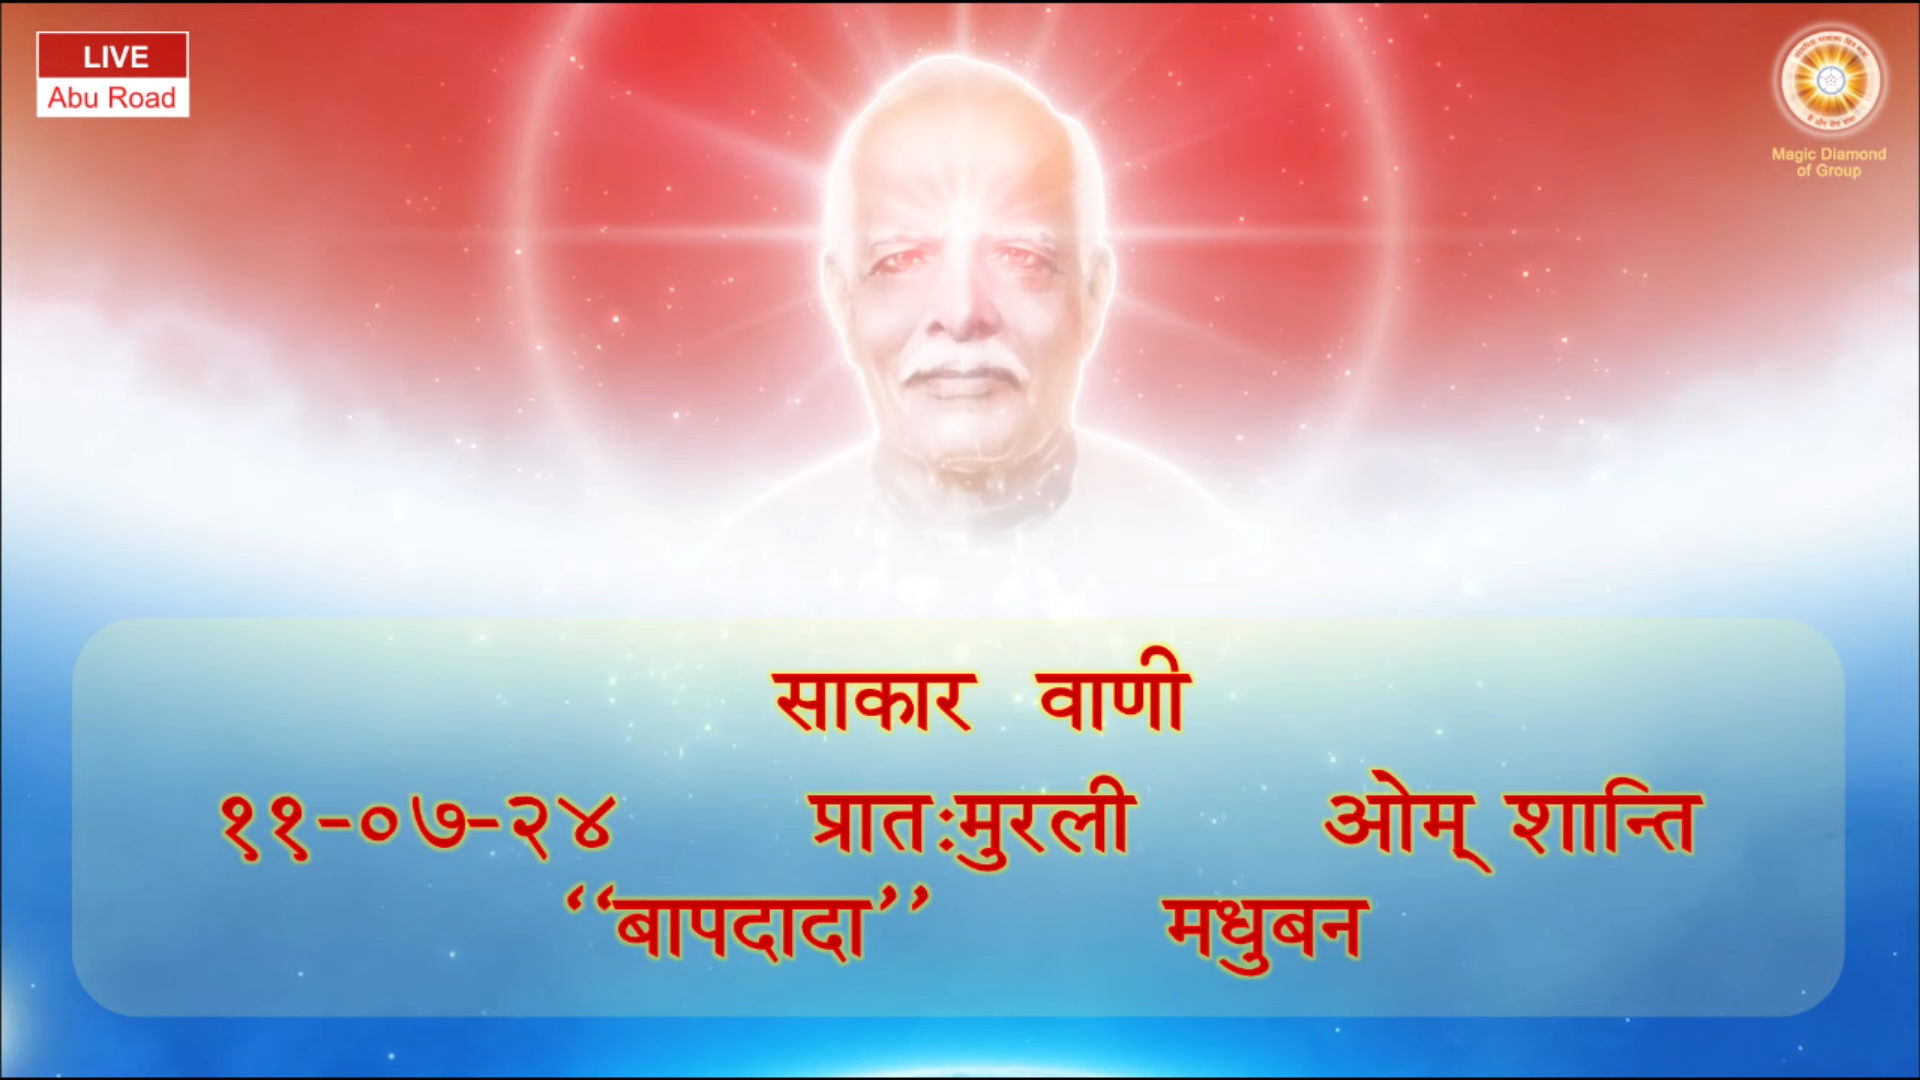 LIVE
Abu Road
Magic Diamond
of Group
साकार वाणी
११-०७-२४ प्रातः मुरली ओम् शान्ति
‘‘बापदादा’’ मधुबन